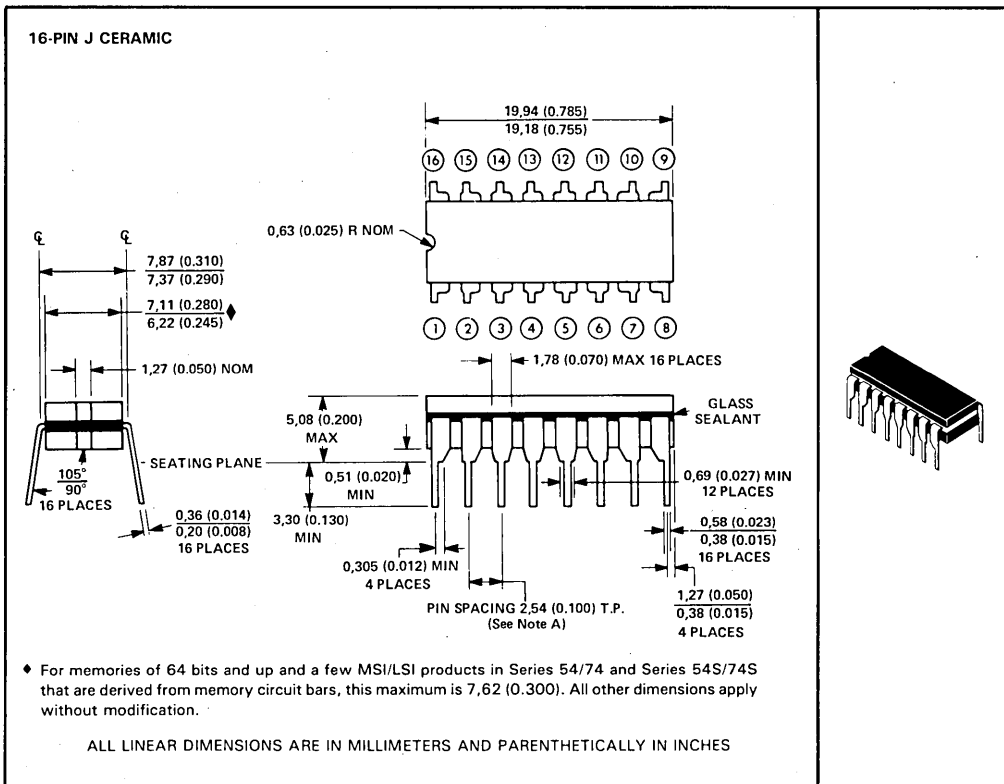 16-PIN J CERAMIC
19,94 (0.785)
19,18 (0.755)
16 15 14 13 12 11 10 9
0,63 (0.025) R NOM
℄ ℄
7,87 (0.310)
7,37 (0.290)
7,11 (0.280)
6,22 (0.245) ♦
1 2 3 4 5 6 7 8
1,78 (0.070) MAX 16 PLACES
1,27 (0.050) NOM
5,08 (0.200)
MAX
GLASS
SEALANT
SEATING PLANE
105°
90°
16 PLACES
0,51 (0.020)
MIN
0,69 (0.027) MIN
12 PLACES
3,30 (0.130)
MIN
0,36 (0.014)
0,20 (0.008)
16 PLACES
0,58 (0.023)
0,38 (0.015)
16 PLACES
0,305 (0.012) MIN
4 PLACES
PIN SPACING 2,54 (0.100) T.P.
(See Note A)
1,27 (0.050)
0,38 (0.015)
4 PLACES
♦ For memories of 64 bits and up and a few MSI/LSI products in Series 54/74 and Series 54S/74S
that are derived from memory circuit bars, this maximum is 7,62 (0.300). All other dimensions apply
without modification.
ALL LINEAR DIMENSIONS ARE IN MILLIMETERS AND PARENTHETICALLY IN INCHES